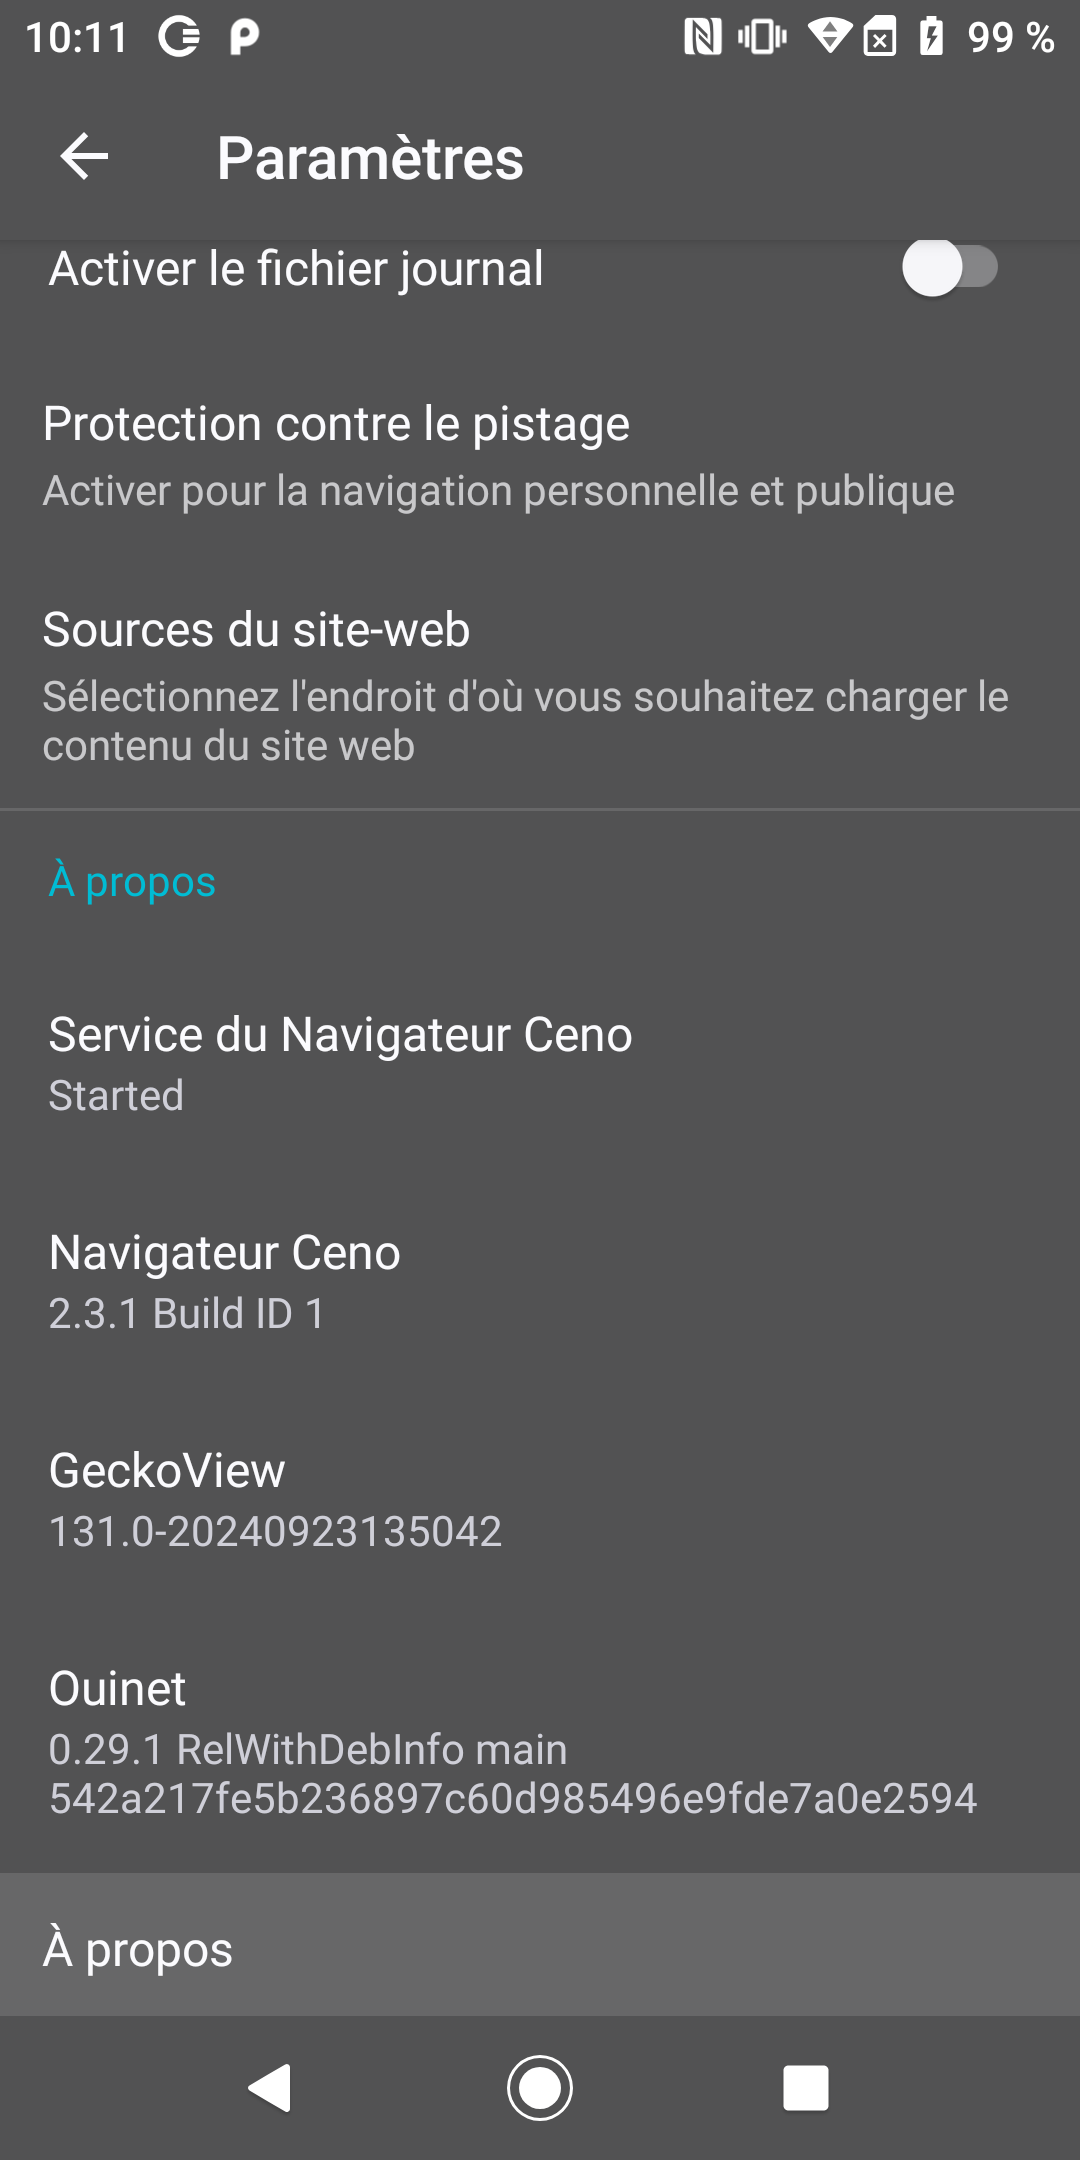 10:11
99 %
Paramètres
Activer le fichier journal
Protection contre le pistage
Activer pour la navigation personnelle et publique
Sources du site-web
Sélectionnez l'endroit d'où vous souhaitez charger le
contenu du site web
À propos
Service du Navigateur Ceno
Started
Navigateur Ceno
2.3.1 Build ID 1
GeckoView
131.0-20240923135042
Ouinet
0.29.1 RelWithDebInfo main
542a217fe5b236897c60d985496e9fde7a0e2594
À propos